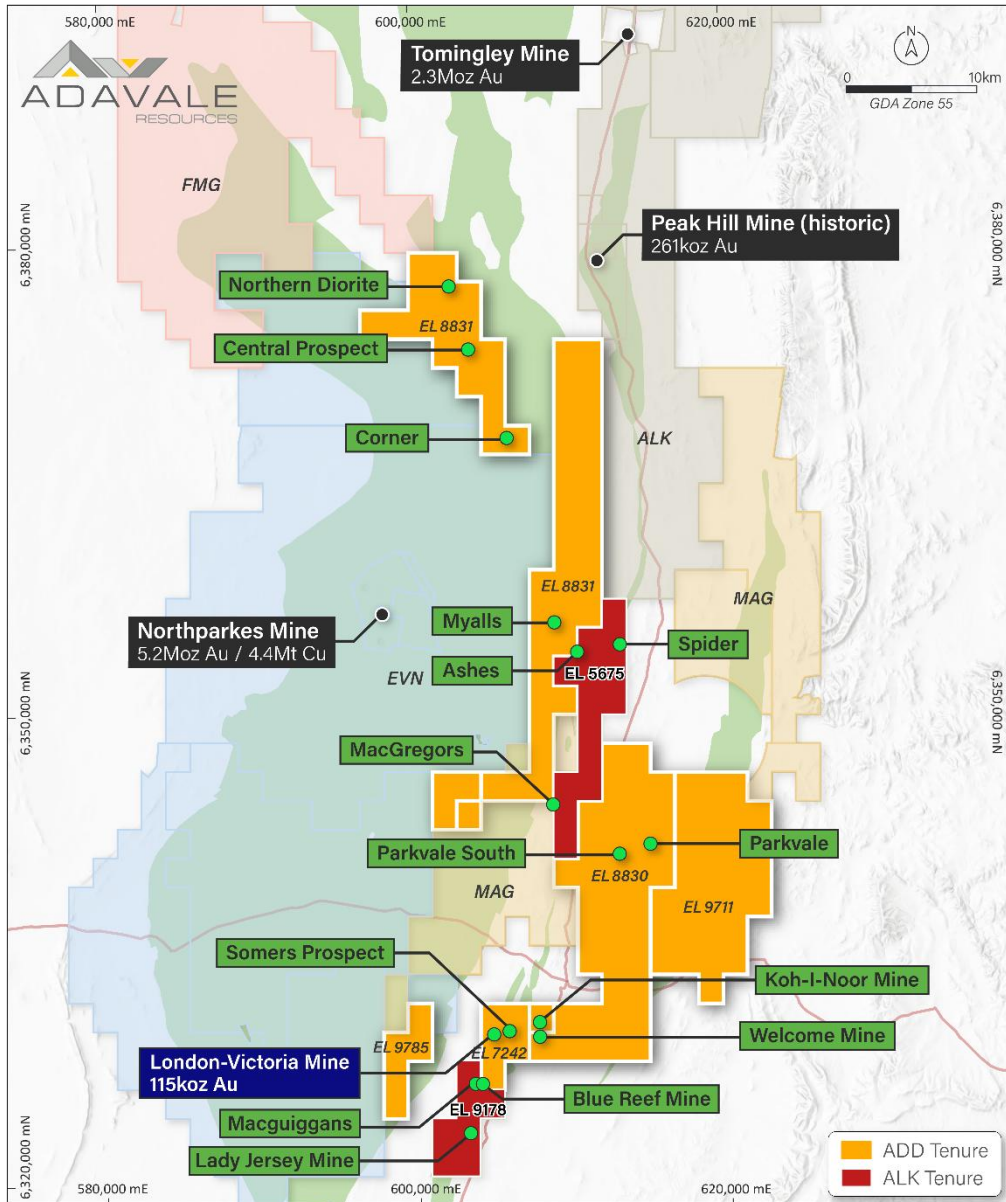 580,000 mE
600,000 mE
620,000 mE
ADAVALE
RESOURCES
Tomingley Mine
2.3Moz Au
N
0
10km
GDA Zone 55
FMG
6,380,000 mN
Peak Hill Mine (historic)
261koz Au
6,380,000 mN
Northern Diorite
EL 8831
Central Prospect
Corner
ALK
EL 8831
MAG
Myalls
Northparkes Mine
5.2Moz Au / 4.4Mt Cu
Ashes
Spider
EVN
EL 5675
6,350,000 mN
6,350,000 mN
MacGregors
Parkvale South
Parkvale
EL 8830
MAG
EL 9711
Somers Prospect
Koh-I-Noor Mine
EL 9785
EL 7242
Welcome Mine
London-Victoria Mine
115koz Au
Macguiggans
EL 9178
Blue Reef Mine
Lady Jersey Mine
ADD Tenure
ALK Tenure
6,320,000 mN
6,320,000 mN
580,000 mE
600,000 mE
620,000 mE